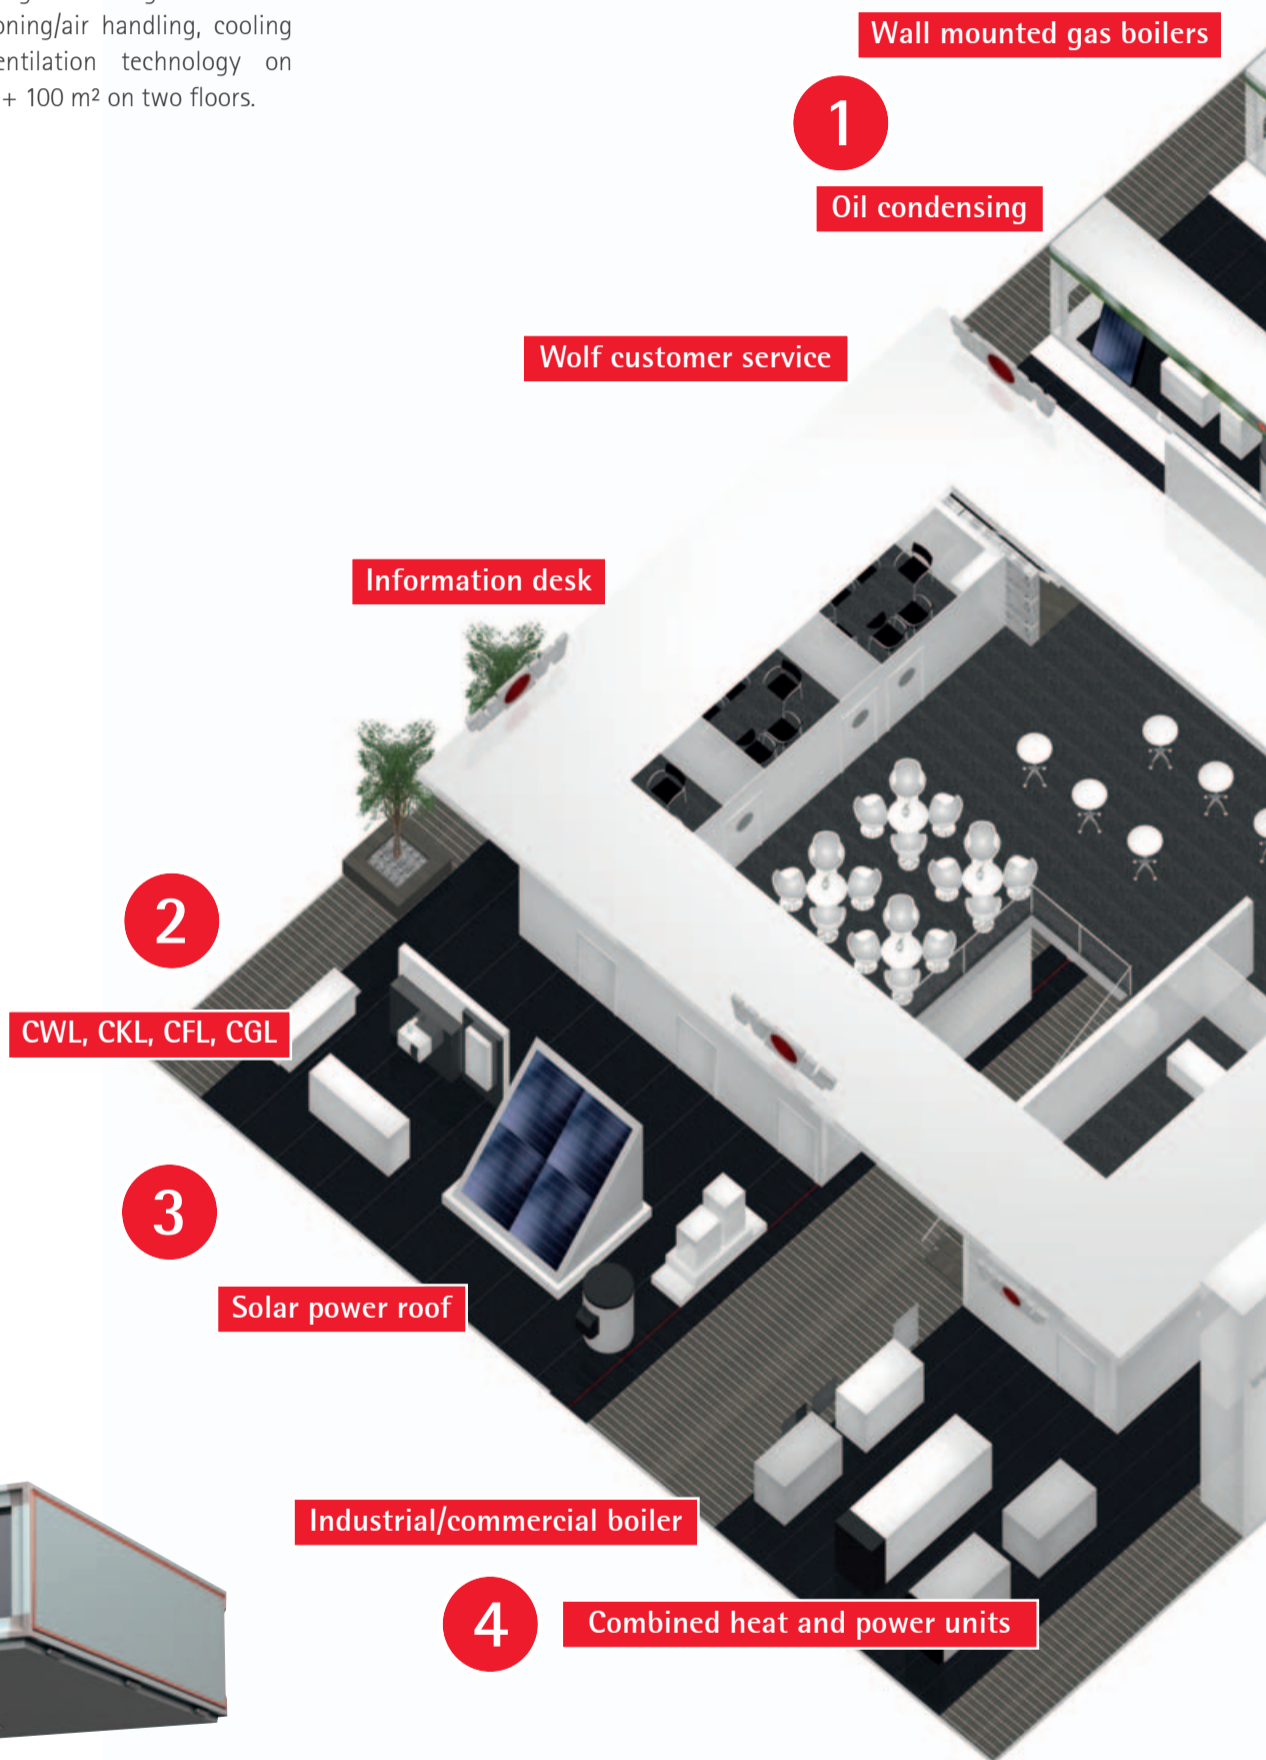 air handling, cooling
technology on
+ 100 m² on two floors.
Wall mounted gas boilers
1
Oil condensing
Wolf customer service
Information desk
2
CWL, CKL, CFL, CGL
3
Solar power roof
Industrial/commercial boiler
4
Combined heat and power units